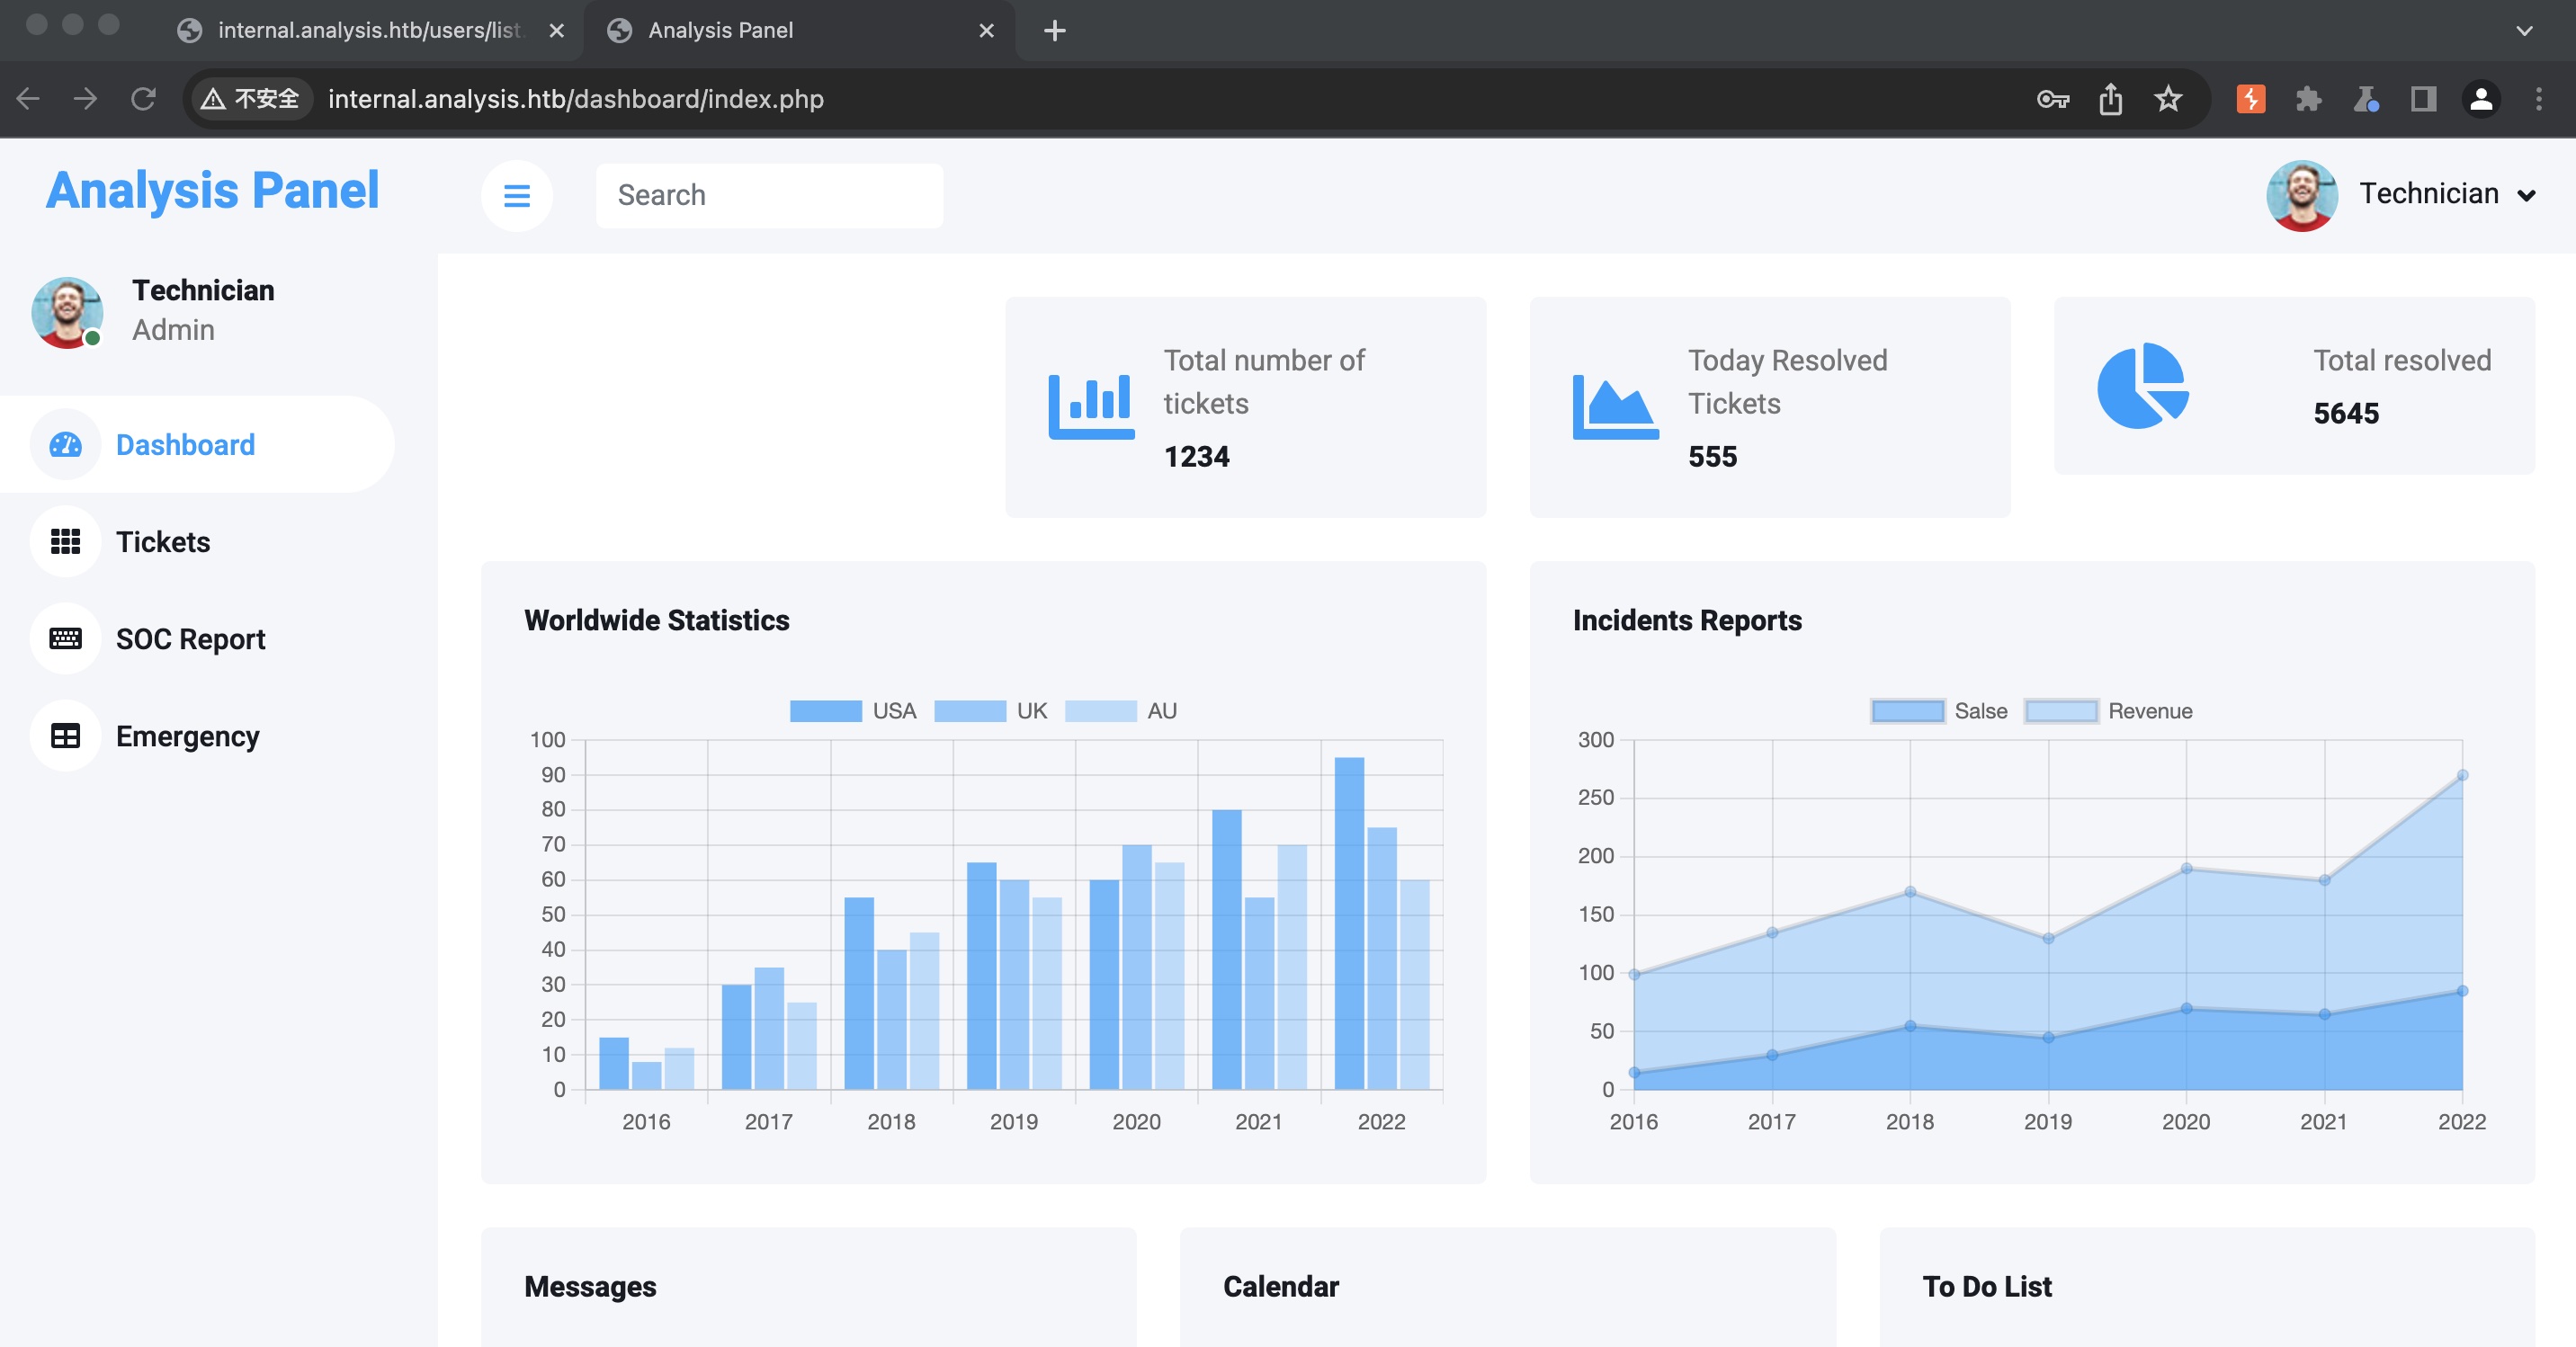 internal.analysis.htb/users/list.
Analysis Panel
不安全
internal.analysis.htb/dashboard/index.php
Analysis Panel
Search
Technician
Technician
Admin
Dashboard
Tickets
SOC Report
Emergency
Total number of
tickets
1234
Today Resolved
Tickets
555
Total resolved
5645
Worldwide Statistics
USA UK AU
100
90
80
70
60
50
40
30
20
10
0
2016 2017 2018 2019 2020 2021 2022
Incidents Reports
Salse Revenue
300
250
200
150
100
50
0
2016 2017 2018 2019 2020 2021 2022
Messages
Calendar
To Do List